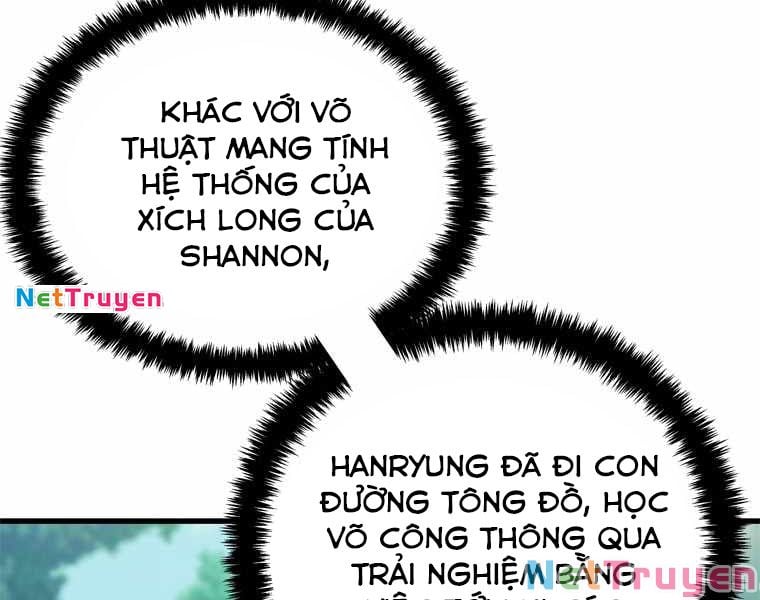 KHÁC VỚI VÕ
THUẬT MANG TÍNH
HỆ THỐNG CỦA
XÍCH LONG CỦA
SHANNON,
NetTruyen
HANRYUNG ĐÃ ĐI CON
ĐƯỜNG TÔNG ĐỒ, HỌC
VÕ CÔNG THÔNG QUA
TRẢI NGHIỆM BẰNG
NetTruyen